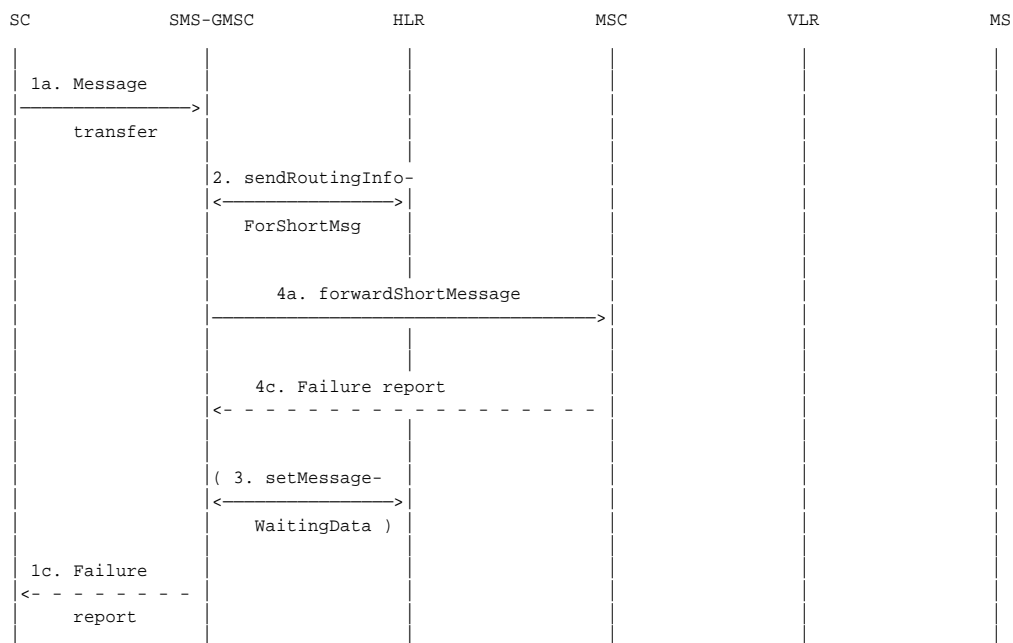 SC SMS-GMSC HLR MSC VLR MS
1a. Message
transfer
2. sendRoutingInfo-
ForShortMsg
4a. forwardShortMessage
4c. Failure report
( 3. setMessage-
WaitingData )
1c. Failure
report